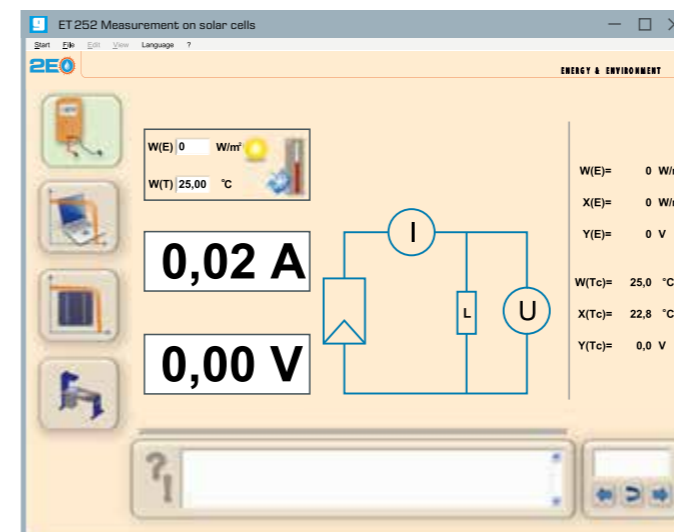 ET 252 Measurement on solar cells
Start File Edit View Language ?
2E
ENERGY & ENVIRONMENT
W(E) 0 W/m²
W(T) 25,00 °C
0,02 A
0,00 V
I
L
U
W(E)= 0 W/
X(E)= 0 W/
Y(E)= 0 V
W(Tc)= 25,0 °C
X(Tc)= 22,8 °C
Y(Tc)= 0,0 V
?!